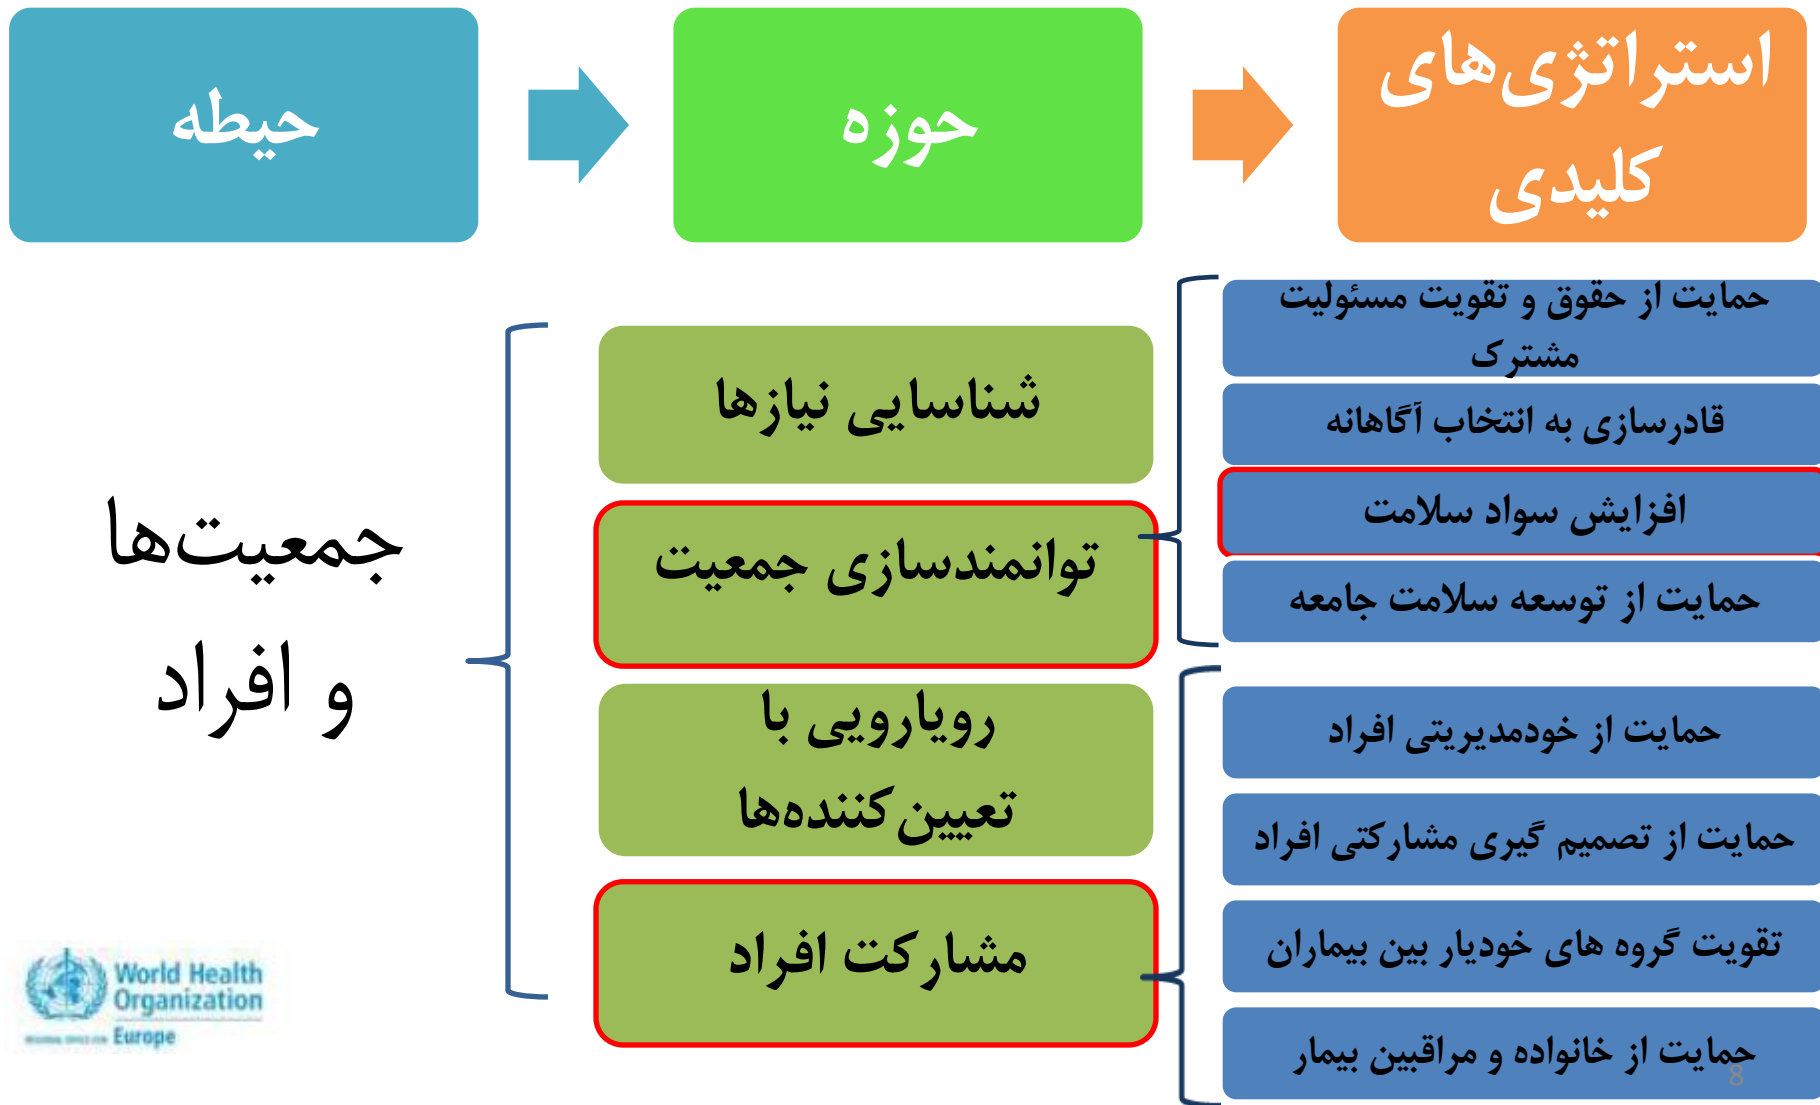 حیطه
حوزه
استراتژی‌های
کلیدی
جمعیت‌ها
و افراد
شناسایی نیازها
توانمندسازی جمعیت
رویارویی با
تعیین‌کننده‌ها
مشارکت افراد
حمایت از حقوق و تقویت مسئولیت
مشترک
قادرسازی به انتخاب آگاهانه
افزایش سواد سلامت
حمایت از توسعه سلامت جامعه
حمایت از خودمدیریتی افراد
حمایت از تصمیم گیری مشارکتی افراد
تقویت گروه های خودیار بین بیماران
حمایت از خانواده و مراقبین بیمار
World Health
Organization
REGIONAL OFFICE FOR Europe
8